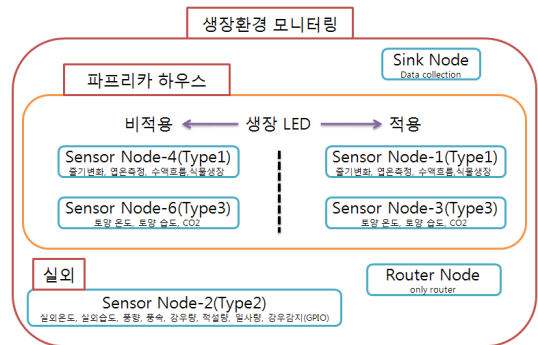 생장환경 모니터링
Sink Node
Data collection
파프리카 하우스
비적용 생장 LED 적용
Sensor Node-4(Type1)
줄기변화, 엽온측정, 수액흐름,식물생장
Sensor Node-1(Type1)
줄기변화, 엽온측정, 수액흐름,식물생장
Sensor Node-6(Type3)
토양 온도, 토양 습도, CO2
Sensor Node-3(Type3)
토양 온도, 토양 습도, CO2
실외
Router Node
only router
Sensor Node-2(Type2)
실외온도, 실외습도, 풍향, 풍속, 강우량, 적설량, 일사량, 강우감지(GPIO)